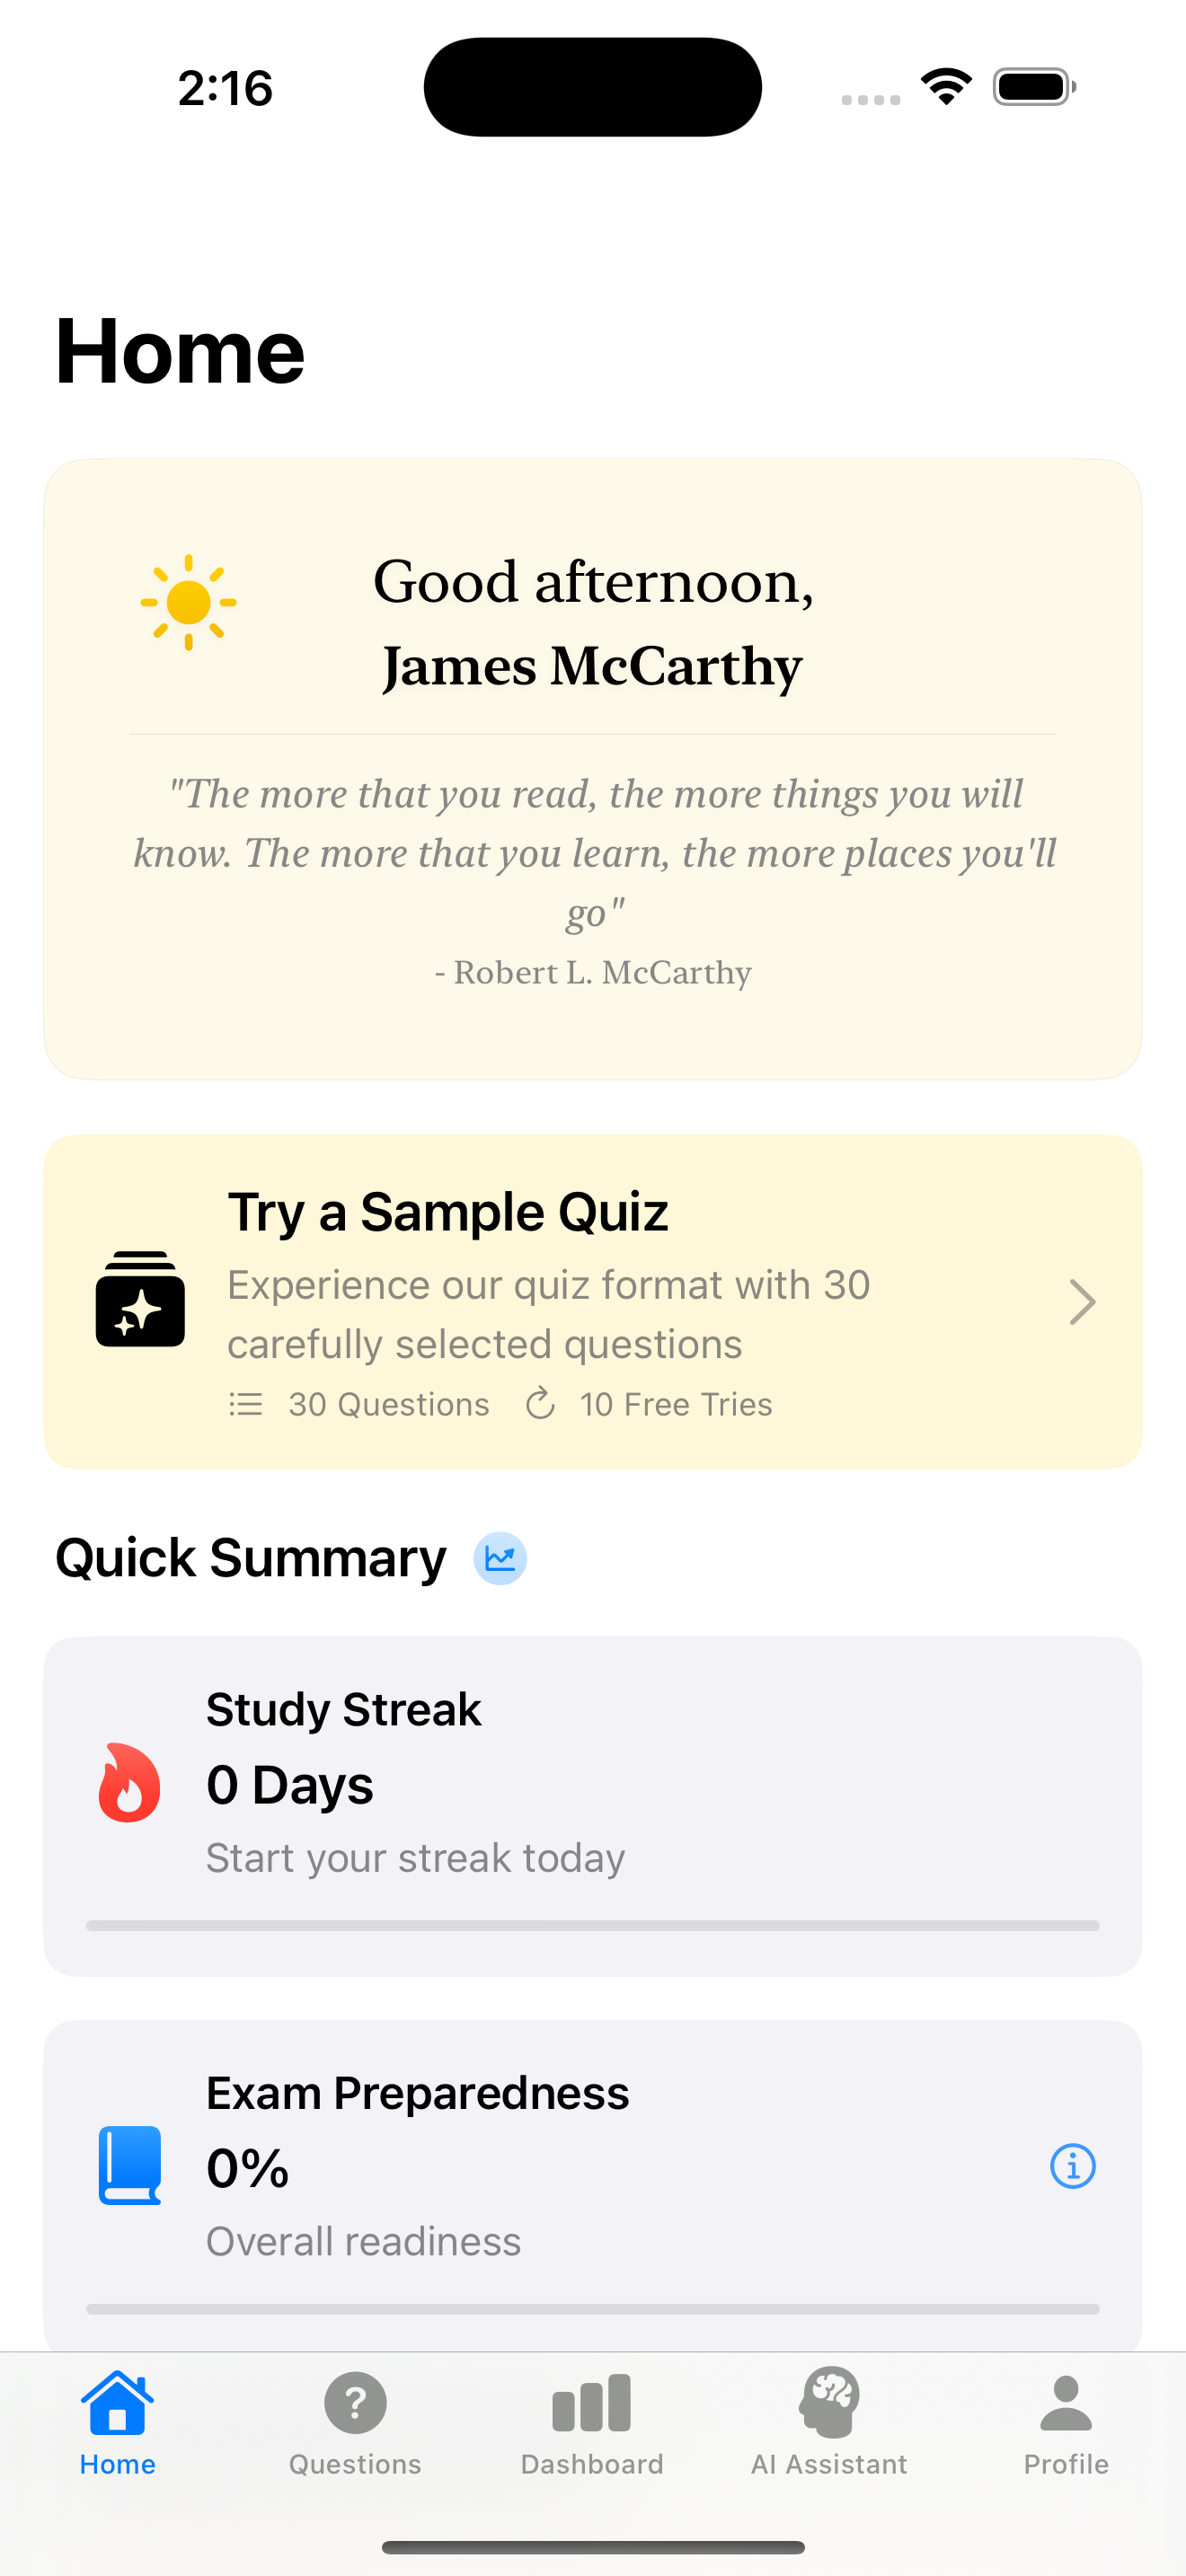 2:16
Home
Good afternoon,
James McCarthy
"The more that you read, the more things you will
know. The more that you learn, the more places you'll
go"
- Robert L. McCarthy
Try a Sample Quiz
Experience our quiz format with 30
carefully selected questions
30 Questions 10 Free Tries
Quick Summary
Study Streak
0 Days
Start your streak today
Exam Preparedness
0%
Overall readiness
Home Questions Dashboard AI Assistant Profile